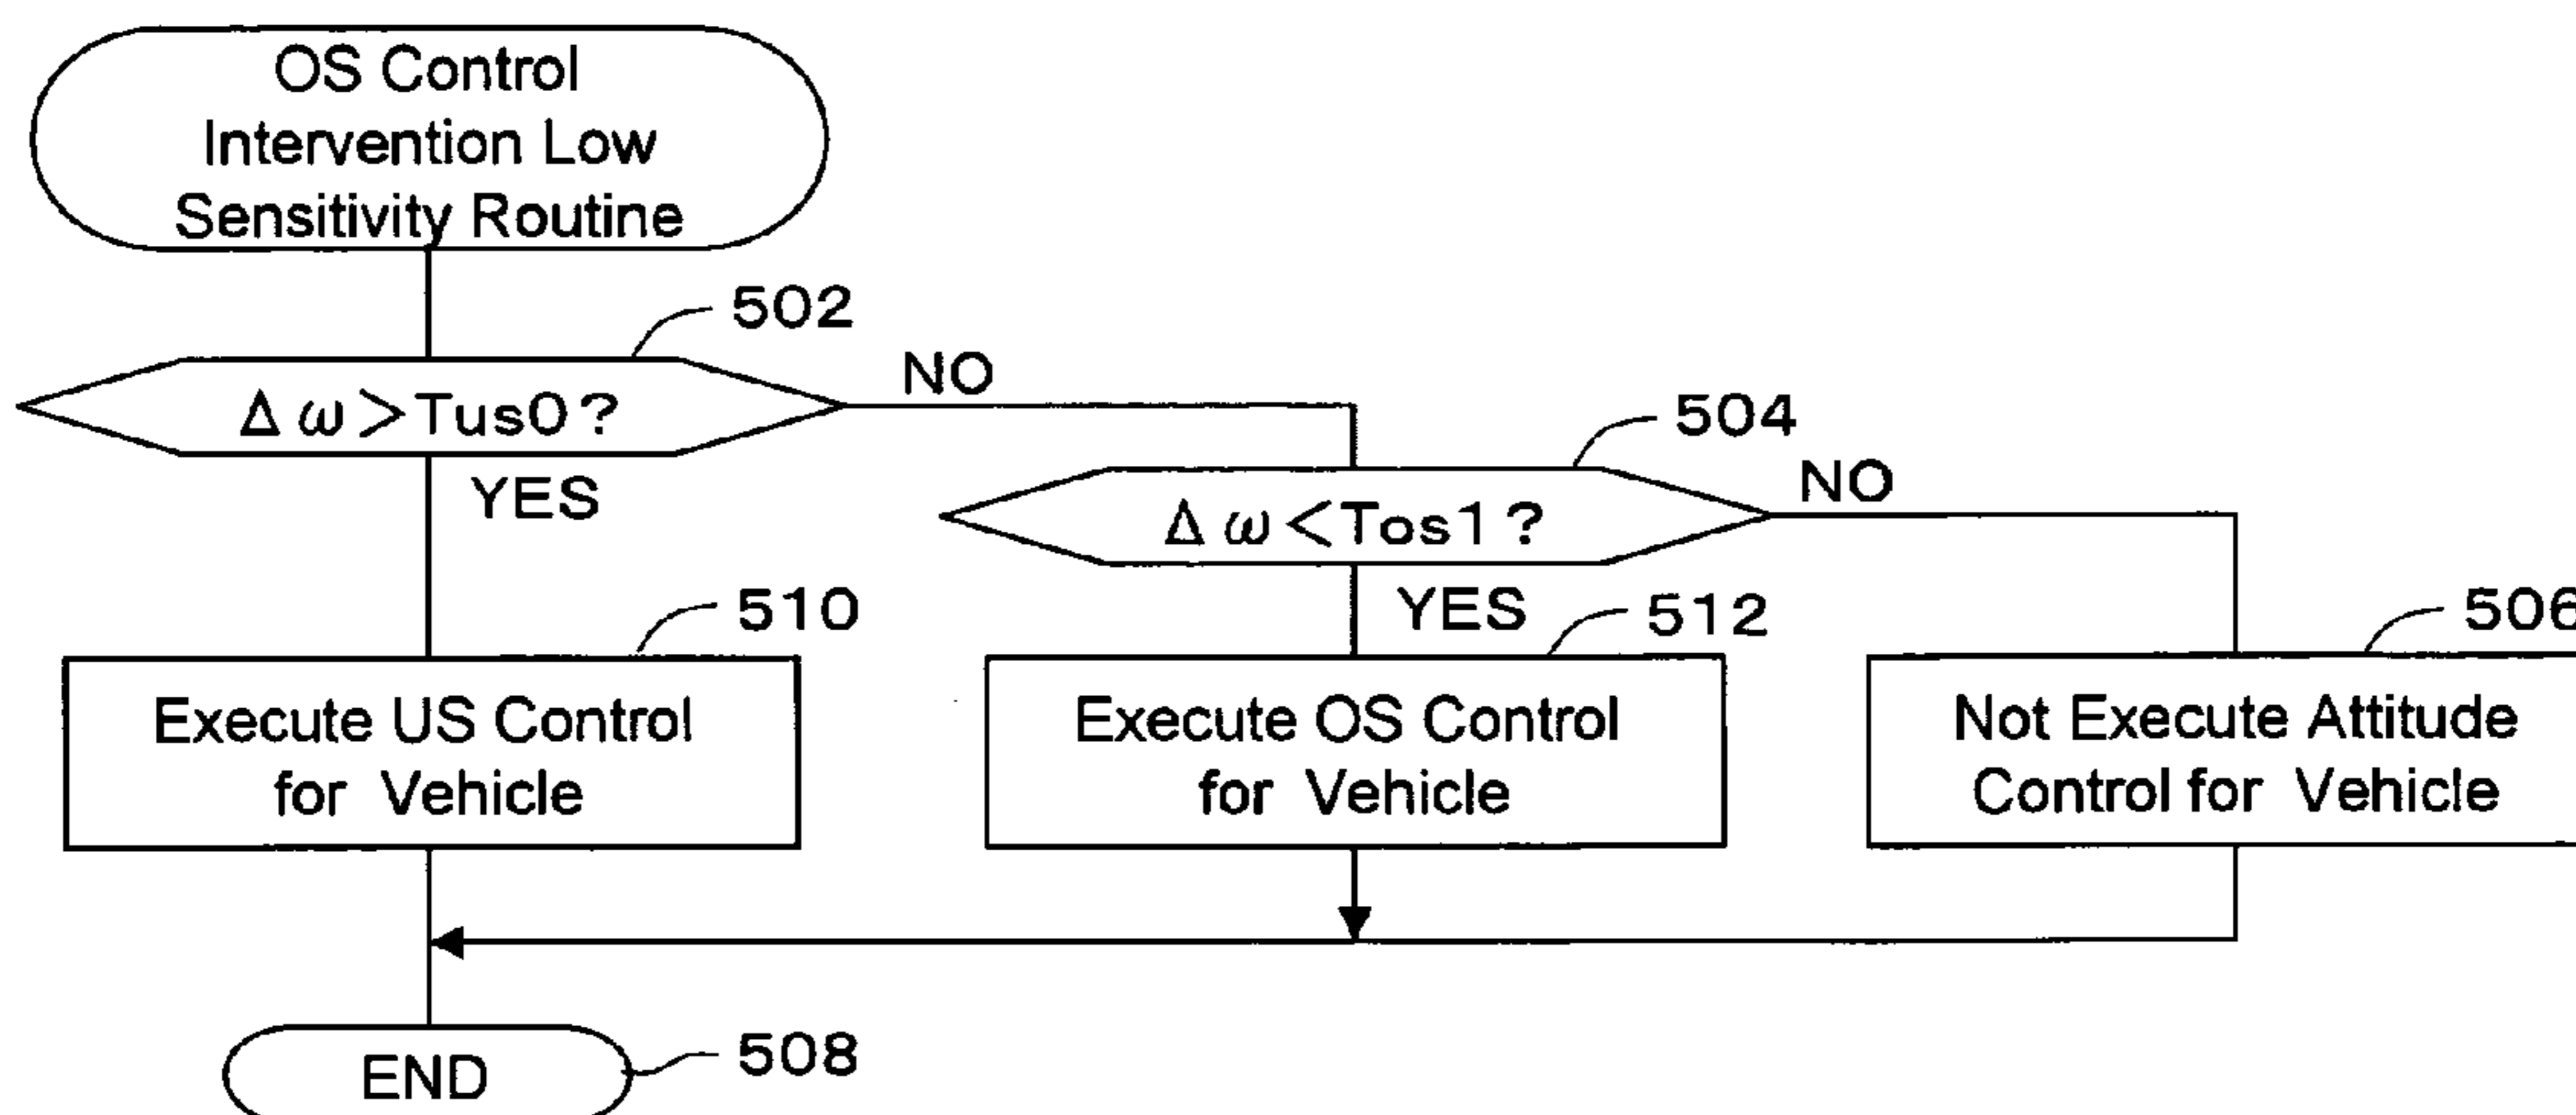 OS Control
Intervention Low
Sensitivity Routine
502
Δω>Tus0?
NO
YES
504
Δω<Tos1?
NO
YES
510
Execute US Control
for Vehicle
512
Execute OS Control
for Vehicle
506
Not Execute Attitude
Control for Vehicle
END
508